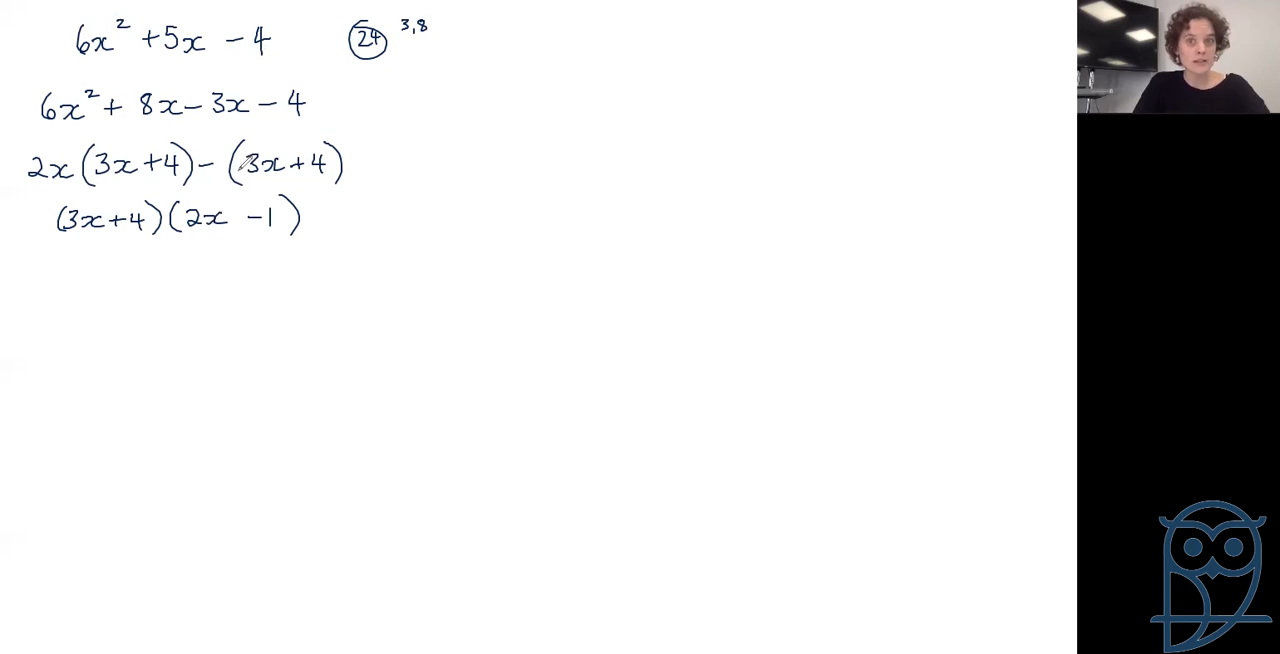 6x² + 5x - 4 24 3,8
6x² + 8x - 3x - 4
2x(3x+4) - (3x+4)
(3x+4)(2x - 1)